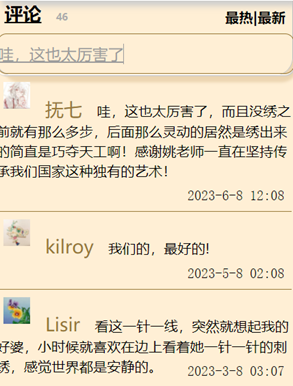 评论 46 最热|最新
哇，这也太厉害了
抚七 哇，这也太厉害了，而且没绣之
前就有那么多步，后面那么灵动的居然是绣出来
的简直是巧夺天工啊！感谢姚老师一直在坚持传
承我们国家这种独有的艺术！
2023-6-8 12:08
kilroy 我们的，最好的!
2023-5-8 02:08
Lisir 看这一针一线，突然就想起我的
好婆，小时候就喜欢在边上看着她一针一针的刺
绣，感觉世界都是安静的。 2023-3-8 03:07